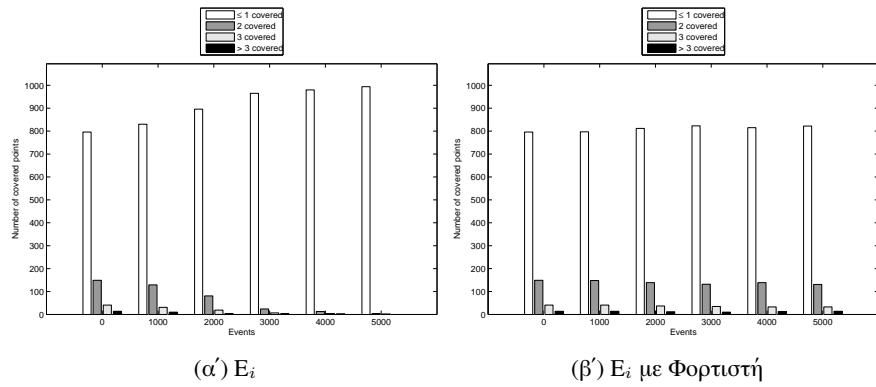 ≤ 1 covered
2 covered
3 covered
> 3 covered
Number of covered points
1000
900
800
700
600
500
400
300
200
100
0
0 1000 2000 3000 4000 5000
Events
(α′) E_i
≤ 1 covered
2 covered
3 covered
> 3 covered
Number of covered points
1000
900
800
700
600
500
400
300
200
100
0
0 1000 2000 3000 4000 5000
Events
(β′) E_i με Φορτιστή